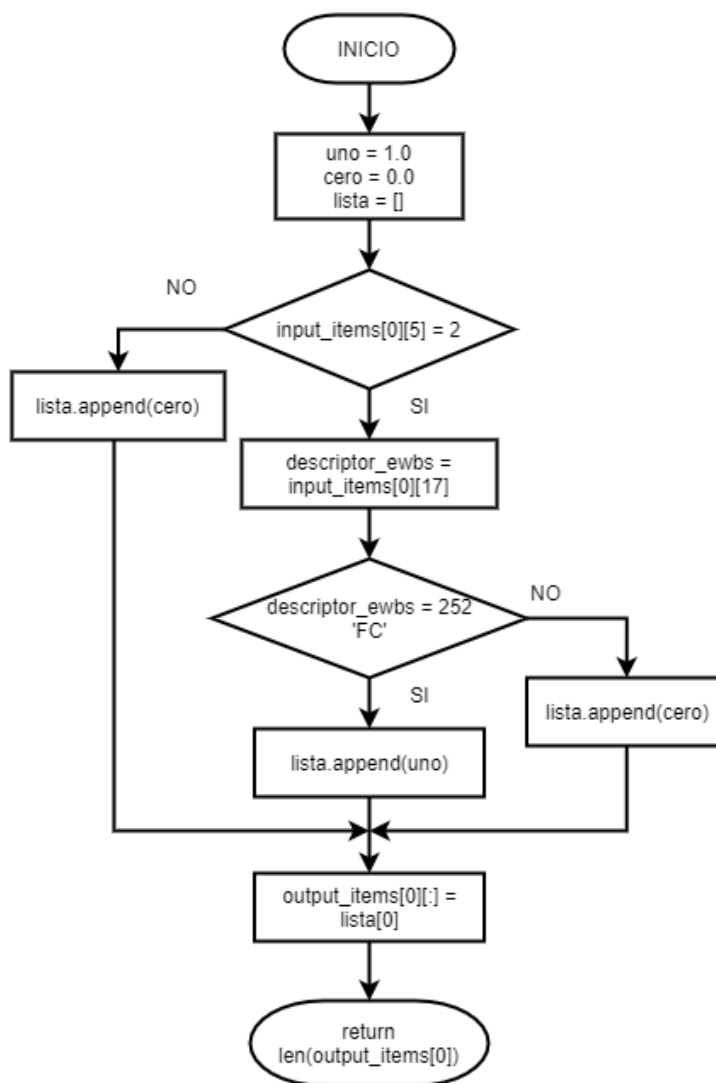 INICIO
uno = 1.0
cero = 0.0
lista = []
NO
input_items[0][5] = 2
lista.append(cero)
SI
descriptor_ewbs =
input_items[0][17]
descriptor_ewbs = 252
'FC'
NO
SI
lista.append(cero)
lista.append(uno)
output_items[0][:] =
lista[0]
return
len(output_items[0])